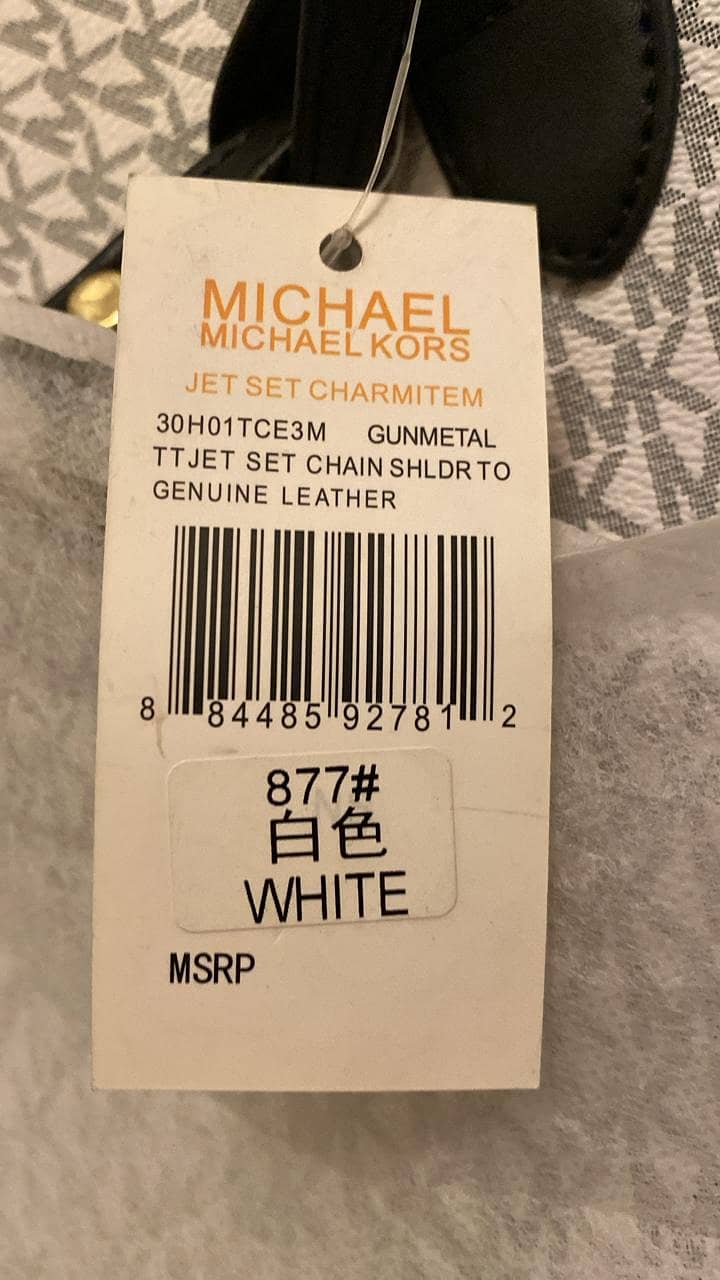 MICHAEL
MICHAEL KORS
JET SET CHARMITEM
30H01TCE3M GUNMETAL
TTJET SET CHAIN SHLDR TO
GENUINE LEATHER
8 84485 92781 2
877#
白色
WHITE
MSRP